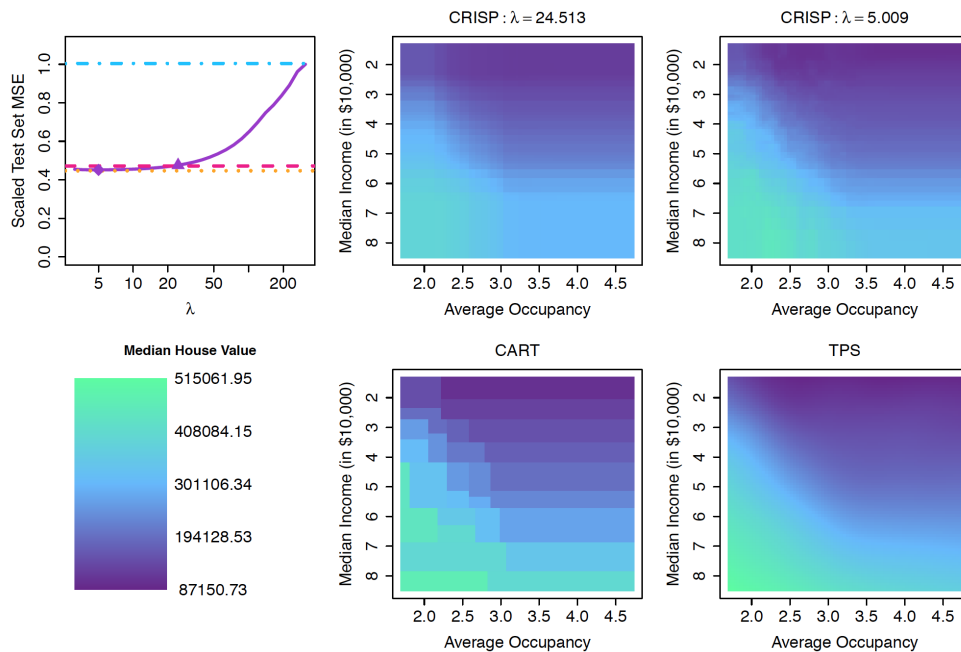 Scaled Test Set MSE
0.0 0.2 0.4 0.6 0.8 1.0
5 10 20 50 200
λ
CRISP : λ = 24.513
Median Income (in $10,000)
2 3 4 5 6 7 8
2.0 2.5 3.0 3.5 4.0 4.5
Average Occupancy
CRISP : λ = 5.009
Median Income (in $10,000)
2 3 4 5 6 7 8
2.0 2.5 3.0 3.5 4.0 4.5
Average Occupancy
Median House Value
515061.95
408084.15
301106.34
194128.53
87150.73
CART
Median Income (in $10,000)
2 3 4 5 6 7 8
2.0 2.5 3.0 3.5 4.0 4.5
Average Occupancy
TPS
Median Income (in $10,000)
2 3 4 5 6 7 8
2.0 2.5 3.0 3.5 4.0 4.5
Average Occupancy